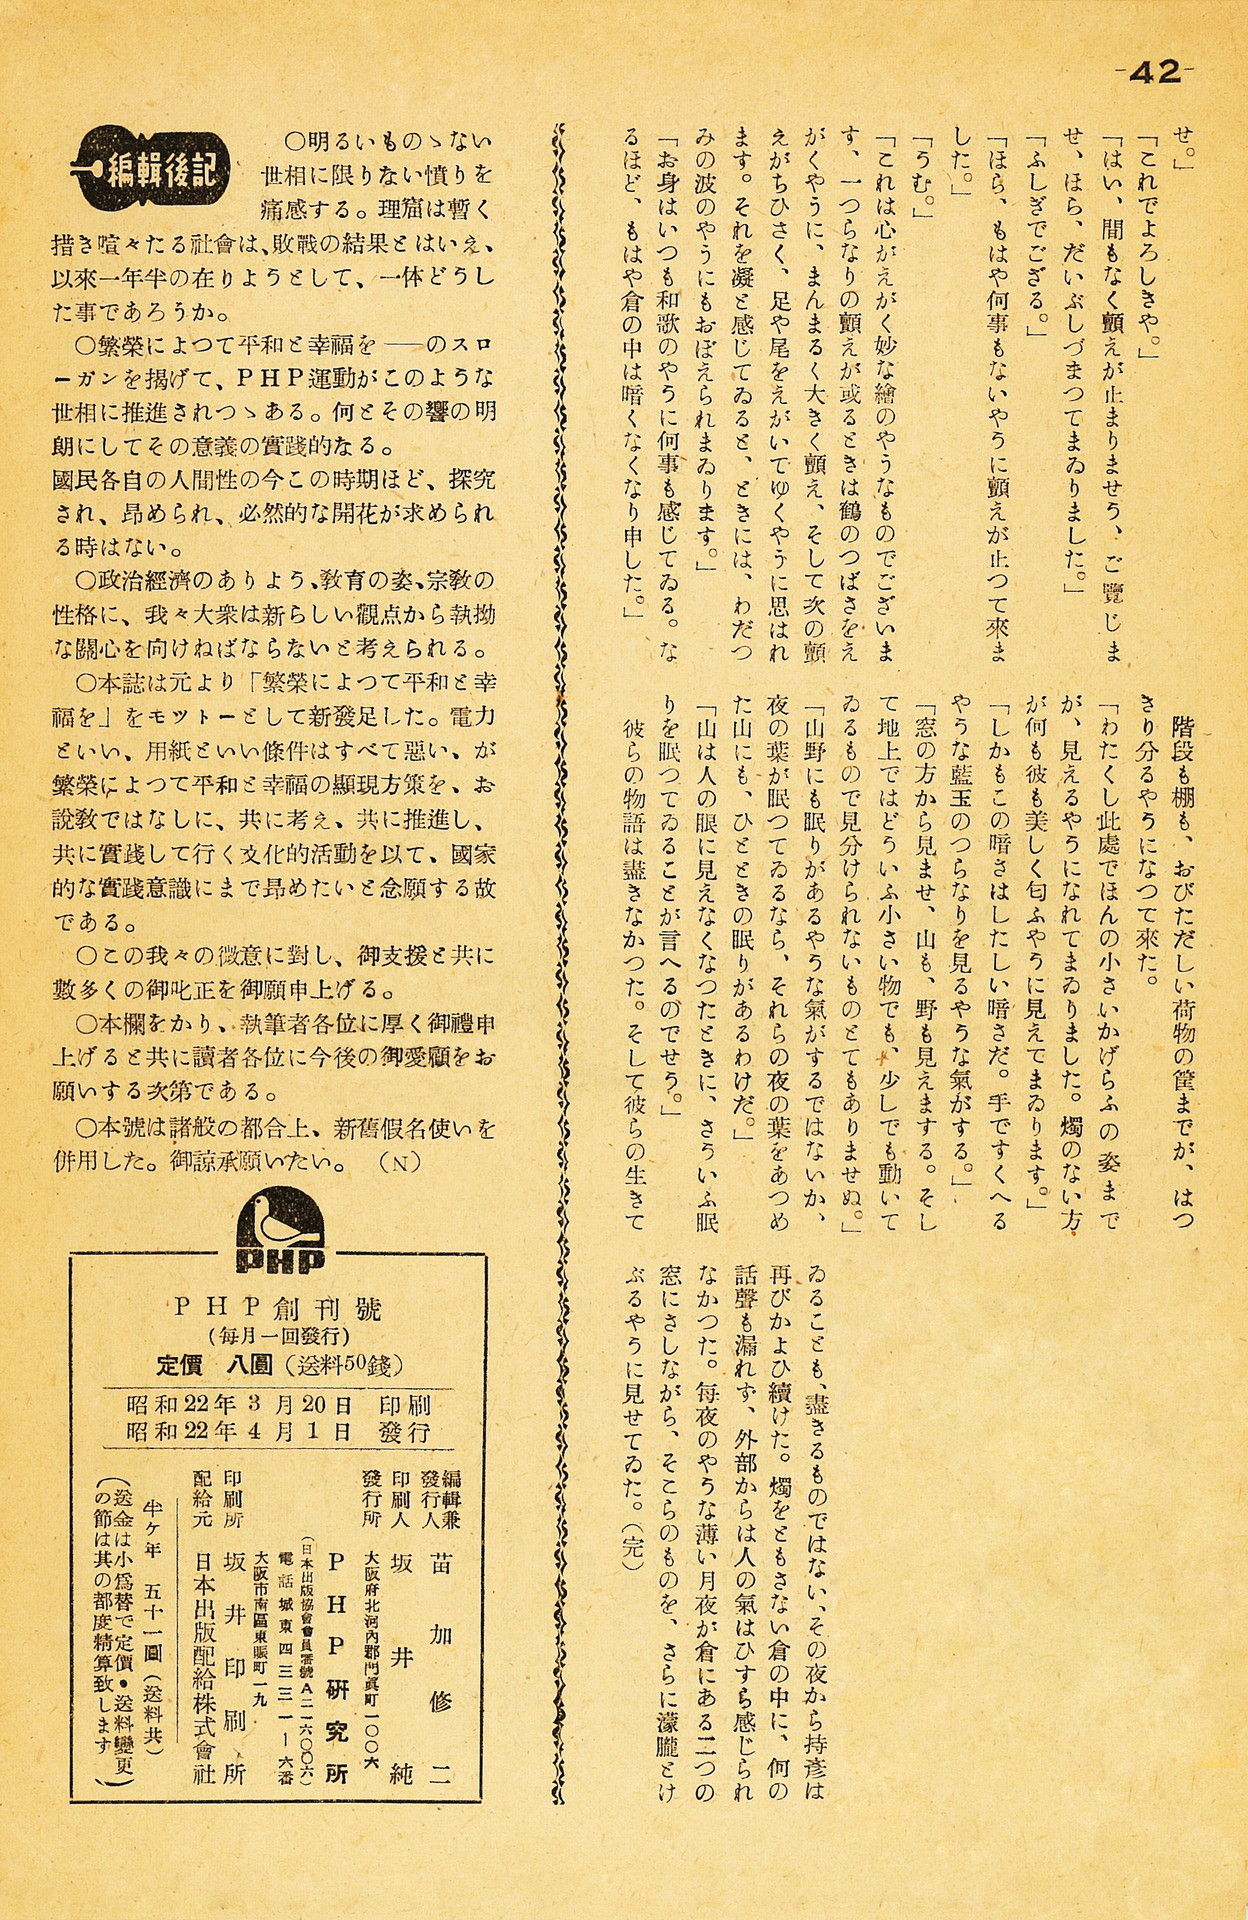 -42-
せ。」
「これでよろしきや。」
「はい、間もなく顫えが止まりませう、ご覽じま
せ、ほら、だいぶしづまつてまゐりました。」
「ふしぎでござる。」
「ほら、もはや何事もないやうに顫えが止つて來ま
した。」
「うむ。」
「これは心がえがく妙な繪のやうなものでございま
す、一つらなりの顫えが或るときは鶴のつばさをえ
がくやうに、まんまるく大きく顫え、そして次の顫
えがちひさく、足や尾をえがいてゆくやうに思はれ
ます。それを凝と感じてゐると、ときには、わだつ
みの波のやうにもおぼえられまゐります。」
「お身はいつも和歌のやうに何事も感じてゐる。な
るほど、もはや倉の中は暗くなくなり申した。」
階段も棚も、おびただしい荷物の筐までが、はつ
きり分るやうになつて來た。
「わたくし此處でほんの小さいかげらふの姿まで
が、見えるやうになれてまゐりました。燭のない方
が何も彼も美しく匂ふやうに見えてまゐります。」
「しかもこの暗さはしたしい暗さだ。手ですくへる
やうな藍玉のつらなりを見るやうな氣がする。」
「窓の方から見ませ、山も、野も見えまする。そし
て地上ではどういふ小さい物でも、少しでも動いて
ゐるもので見分けられないものとてもありませぬ。」
「山野にも眠りがあるやうな氣がするではないか、
夜の葉が眠つてゐるなら、それらの夜の葉をあつめ
た山にも、ひとときの眠りがあるわけだ。」
「山は人の眼に見えなくなつたときに、さういふ眠
りを眠つてゐることが言へるのでせう。」
彼らの物語は盡きなかつた。そして彼らの生きて
ゐることも、盡きるものではない、その夜から持彦は
再びかよひ續けた。燭をともさない倉の中に、何の
話聲も漏れず、外部からは人の氣はひすら感じられ
なかつた。每夜のやうな薄い月夜が倉にある二つの
窓にさしながら、そこらのものを、さらに濛朧とけ
ぶるやうに見せてゐた。(完)
編輯後記
○明るいものゝない
世相に限りない憤りを
痛感する。理窟は暫く
措き喧々たる社會は、敗戰の結果とはいえ、
以來一年半の在りようとして、一体どうし
た事であろうか。
○繁榮によつて平和と幸福を――のスロ
ーガンを揭げて、PHP運動がこのような
世相に推進されつゝある。何とその響の明
朗にしてその意義の實踐的なる。
國民各自の人間性の今この時期ほど、探究
され、昂められ、必然的な開花が求められ
る時はない。
○政治經濟のありよう、敎育の姿、宗敎の
性格に、我々大衆は新らしい觀点から執拗
な關心を向けねばならないと考えられる。
○本誌は元より「繁榮によつて平和と幸
福を」をモツトーとして新發足した。電力
といい、用紙といい條件はすべて惡い、が
繁榮によつて平和と幸福の顯現方策を、お
說敎ではなしに、共に考え、共に推進し、
共に實踐して行く文化的活動を以て、國家
的な實踐意識にまで昂めたいと念願する故
である。
○この我々の微意に對し、御支援と共に
數多くの御叱正を御願申上げる。
○本欄をかり、執筆者各位に厚く御禮申
上げると共に讀者各位に今後の御愛顧をお
願いする次第である。
○本號は諸般の都合上、新舊假名使いを
併用した。御諒承願いたい。(N)
PHP
PHP創刊號
(每月一回發行)
定價 八圓(送料50錢)
昭和22年3月20日 印刷
昭和22年4月1日 發行
編輯兼
發行人 苗加修二
印刷人 坂井純
大阪府北河內郡門眞町一〇〇六
發行所 PHP研究所
(日本出版協會會員番號A二一六〇〇六)
電話城東四三三一―六番
大阪市南區東賑町一九
印刷所 坂井印刷所
配給元 日本出版配給株式會社
半ケ年 五十一圓(送料共)
(送金は小爲替で定價・送料變更
の節は其の都度精算致します)